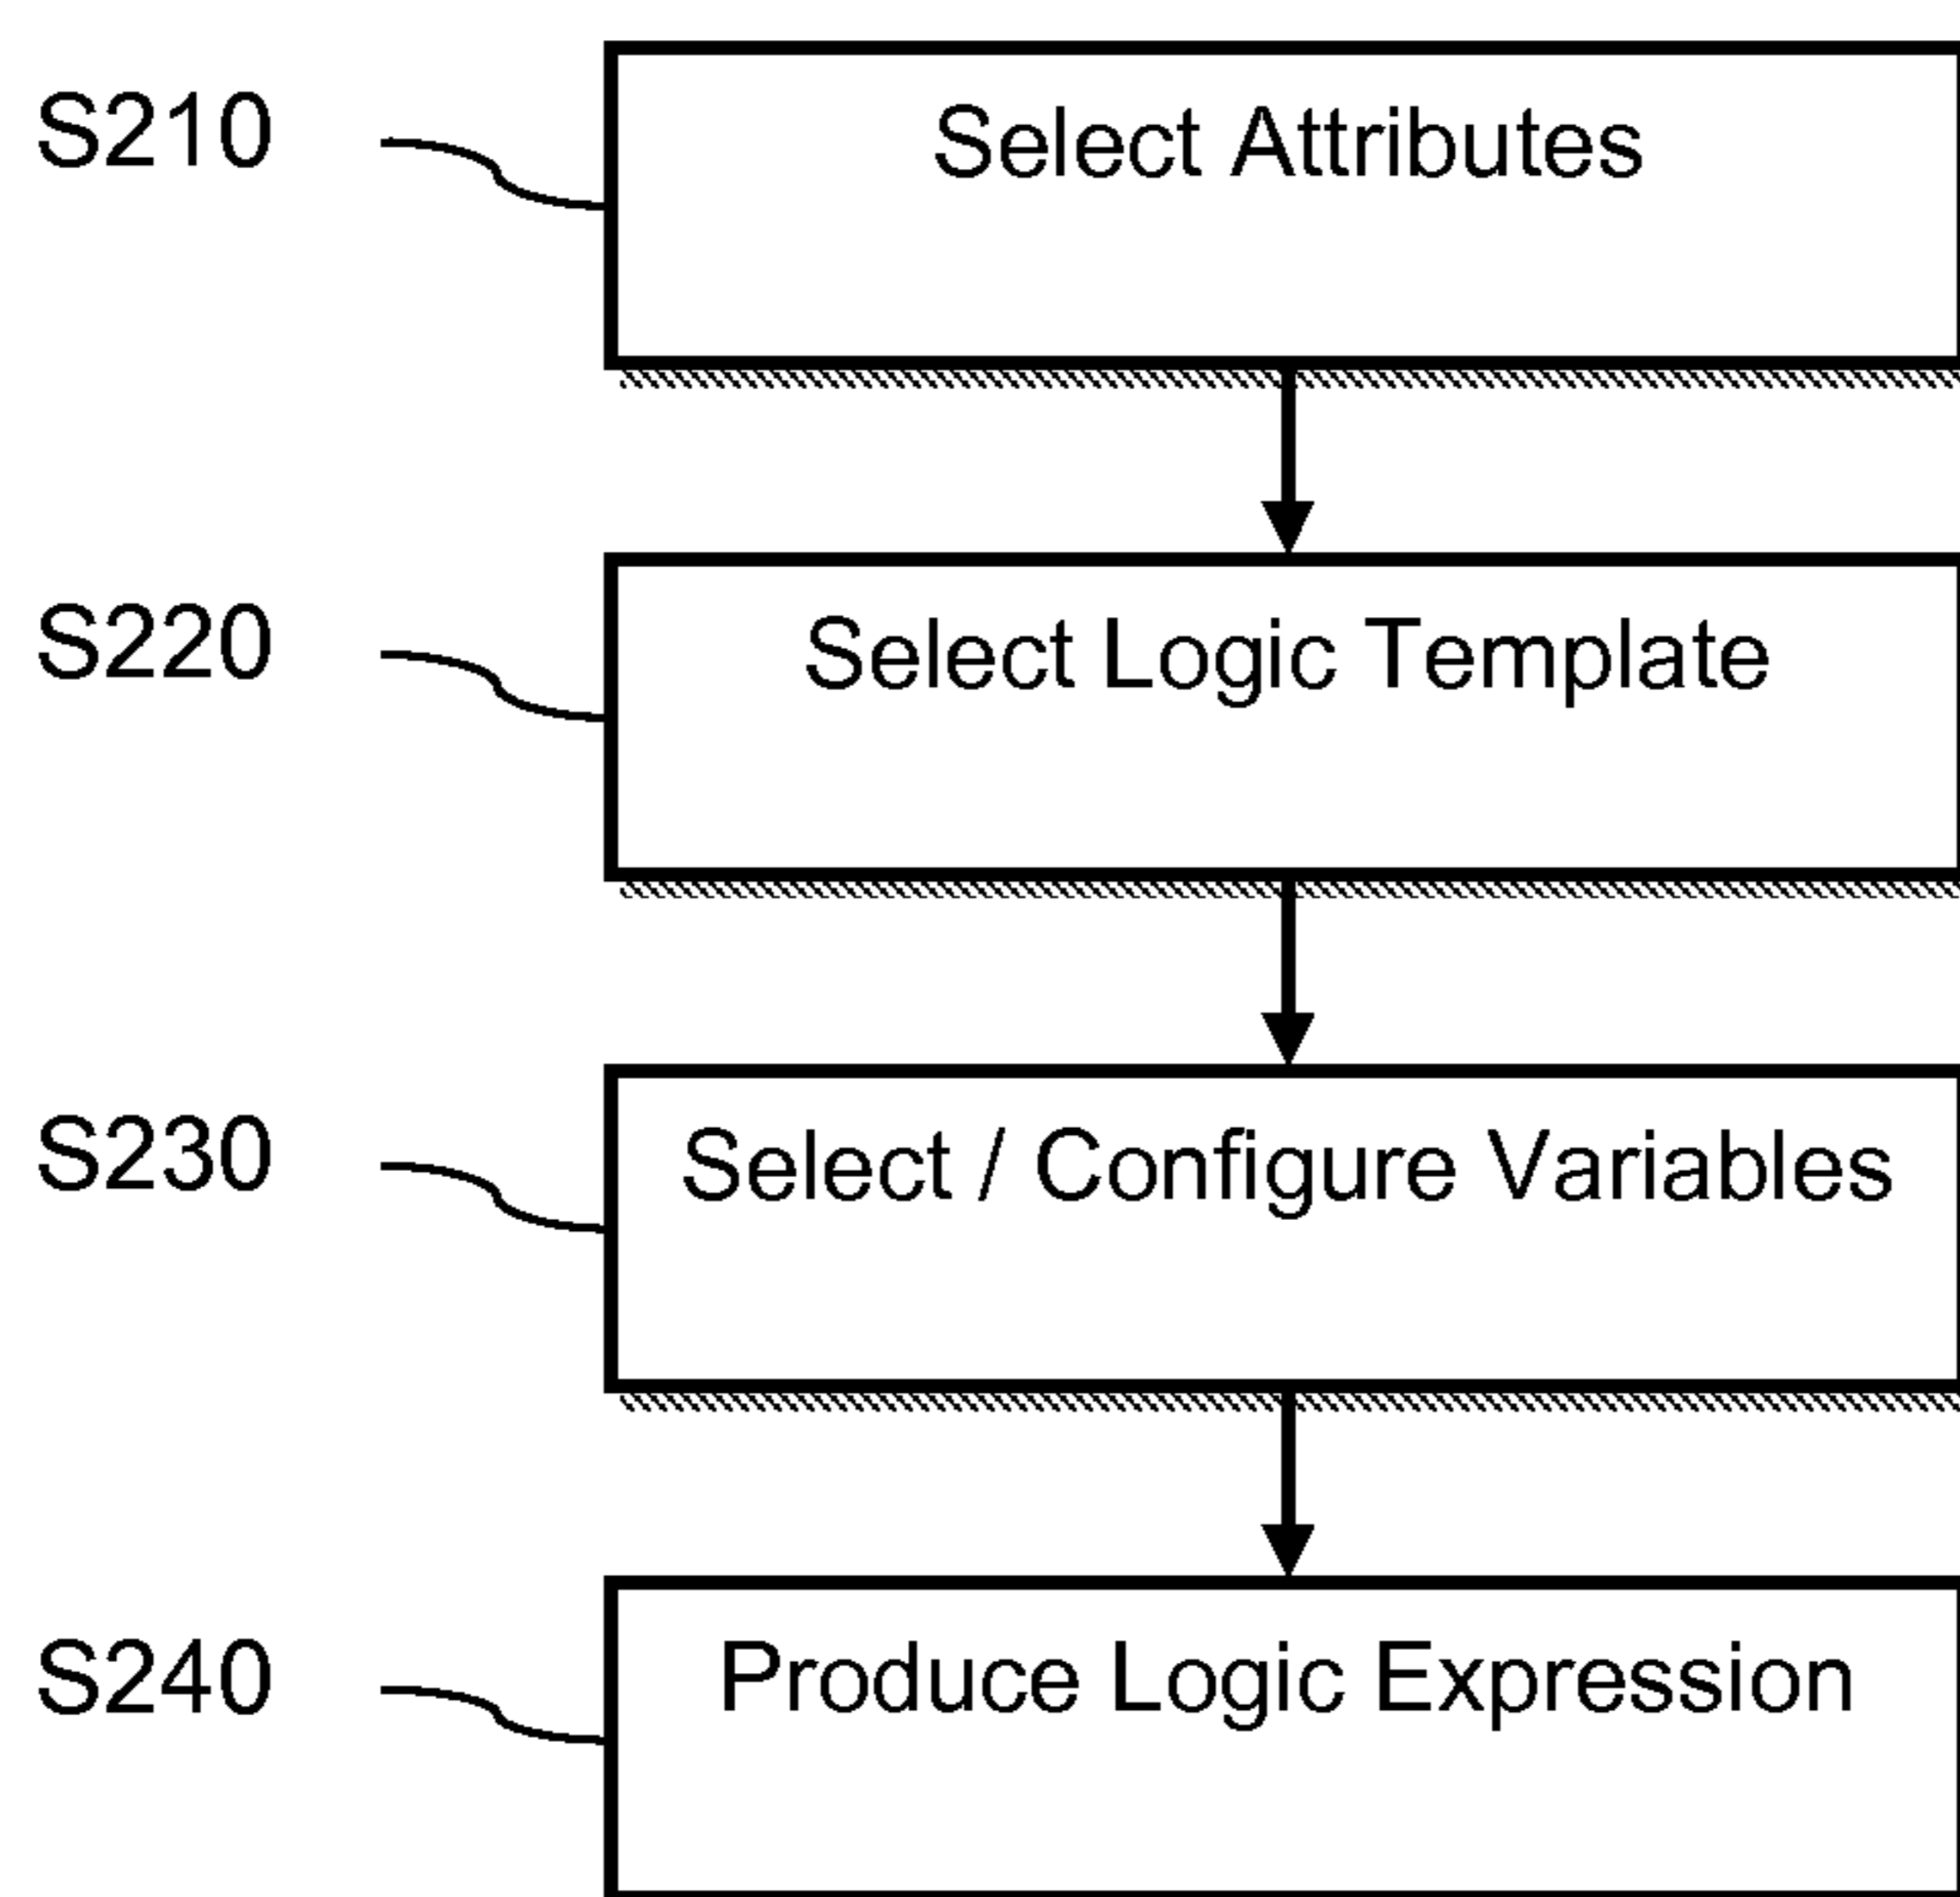 S210
Select Attributes
S220
Select Logic Template
S230
Select / Configure Variables
S240
Produce Logic Expression